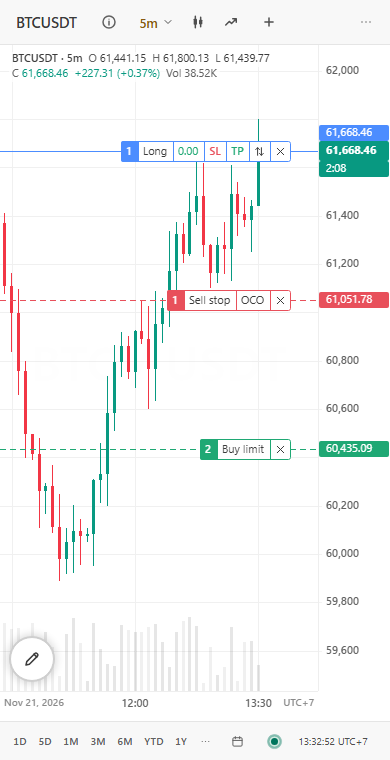 BTCUSDT 5m
BTCUSDT · 5m O 61,441.15 H 61,800.13 L 61,439.77
C 61,668.46 +227.31 (+0.37%) Vol 38.52K
62,000
61,668.46
1 Long 0.00 SL TP
61,668.46
2:08
61,400
61,200
1 Sell stop OCO
61,051.78
60,800
60,600
2 Buy limit
60,435.09
60,200
60,000
59,800
59,600
Nov 21, 2026 12:00 13:30 UTC+7
1D 5D 1M 3M 6M YTD 1Y 13:32:52 UTC+7